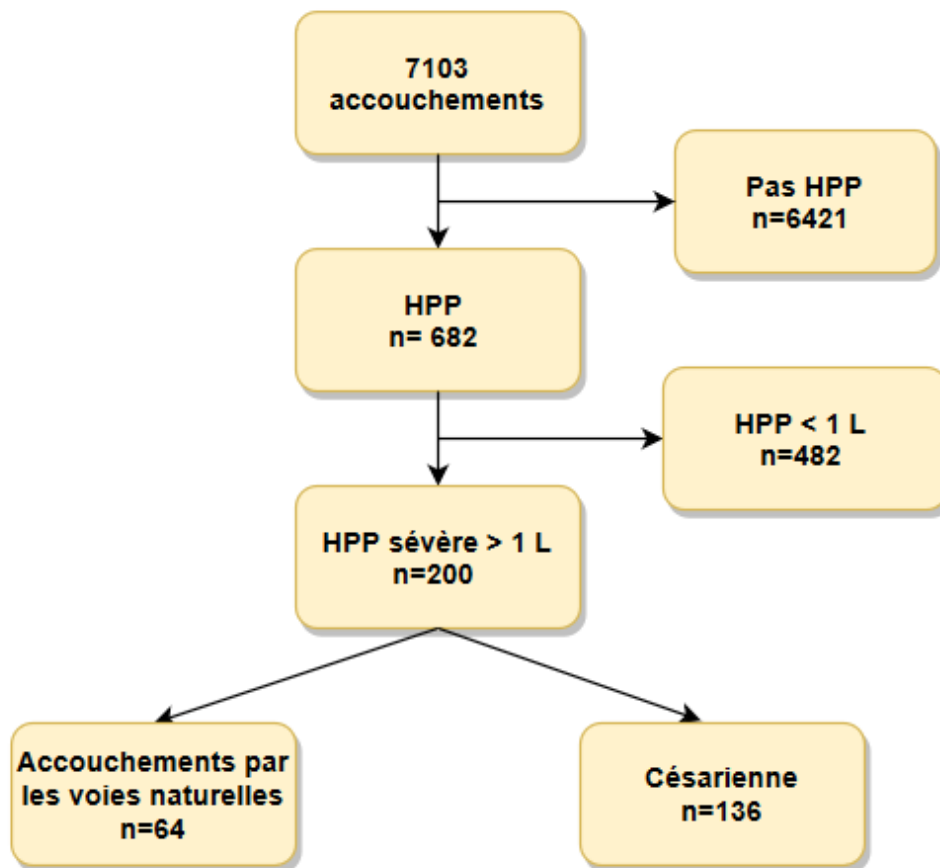 7103
accouchements
Pas HPP
n=6421
HPP
n= 682
HPP < 1 L
n=482
HPP sévère > 1 L
n=200
Accouchements par
les voies naturelles
n=64
Césarienne
n=136